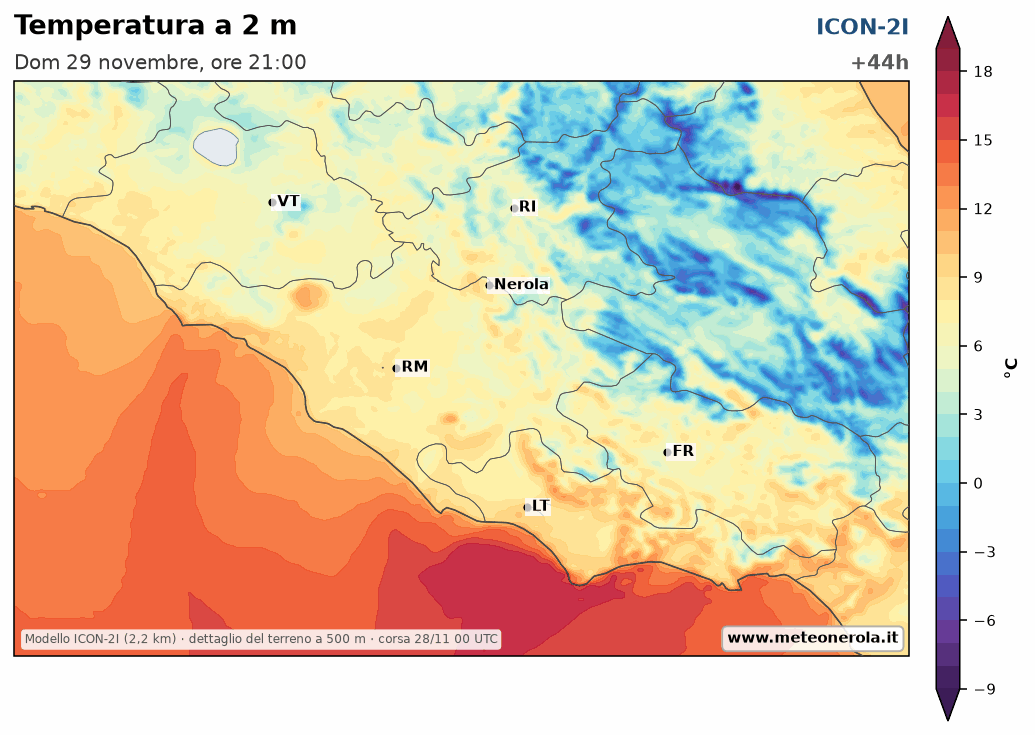 Temperatura a 2 m
ICON-2I
Dom 29 novembre, ore 21:00
+44h
VT
RI
Nerola
RM
FR
LT
18
15
12
9
6
3
0
−3
−6
−9
°C
Modello ICON-2I (2,2 km) · dettaglio del terreno a 500 m · corsa 28/11 00 UTC
www.meteonerola.it